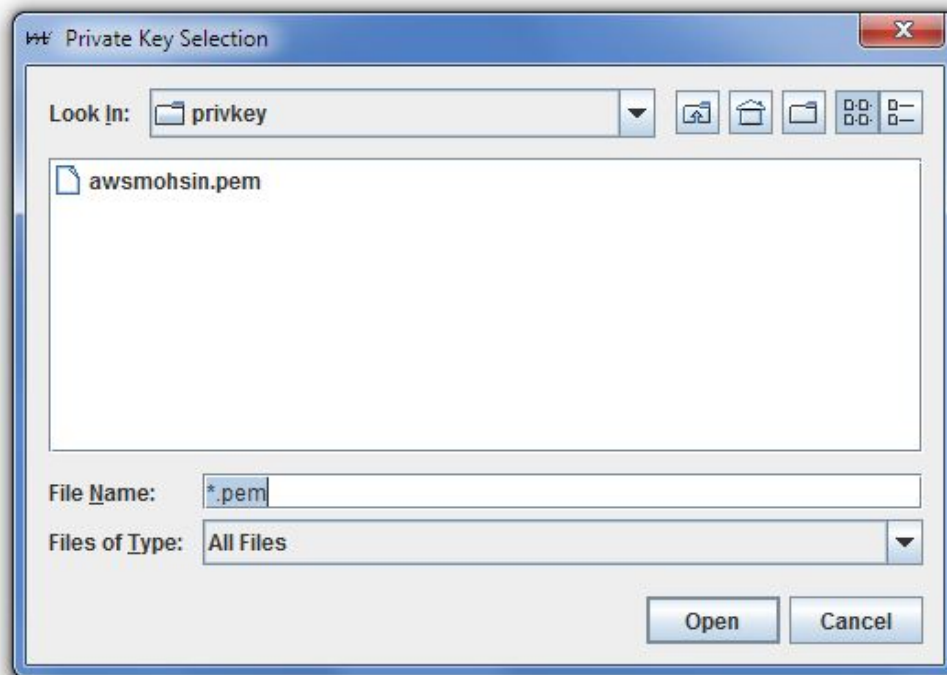 Private Key Selection
Look In: privkey
awsmohsin.pem
File Name: *.pem
Files of Type: All Files
Open Cancel